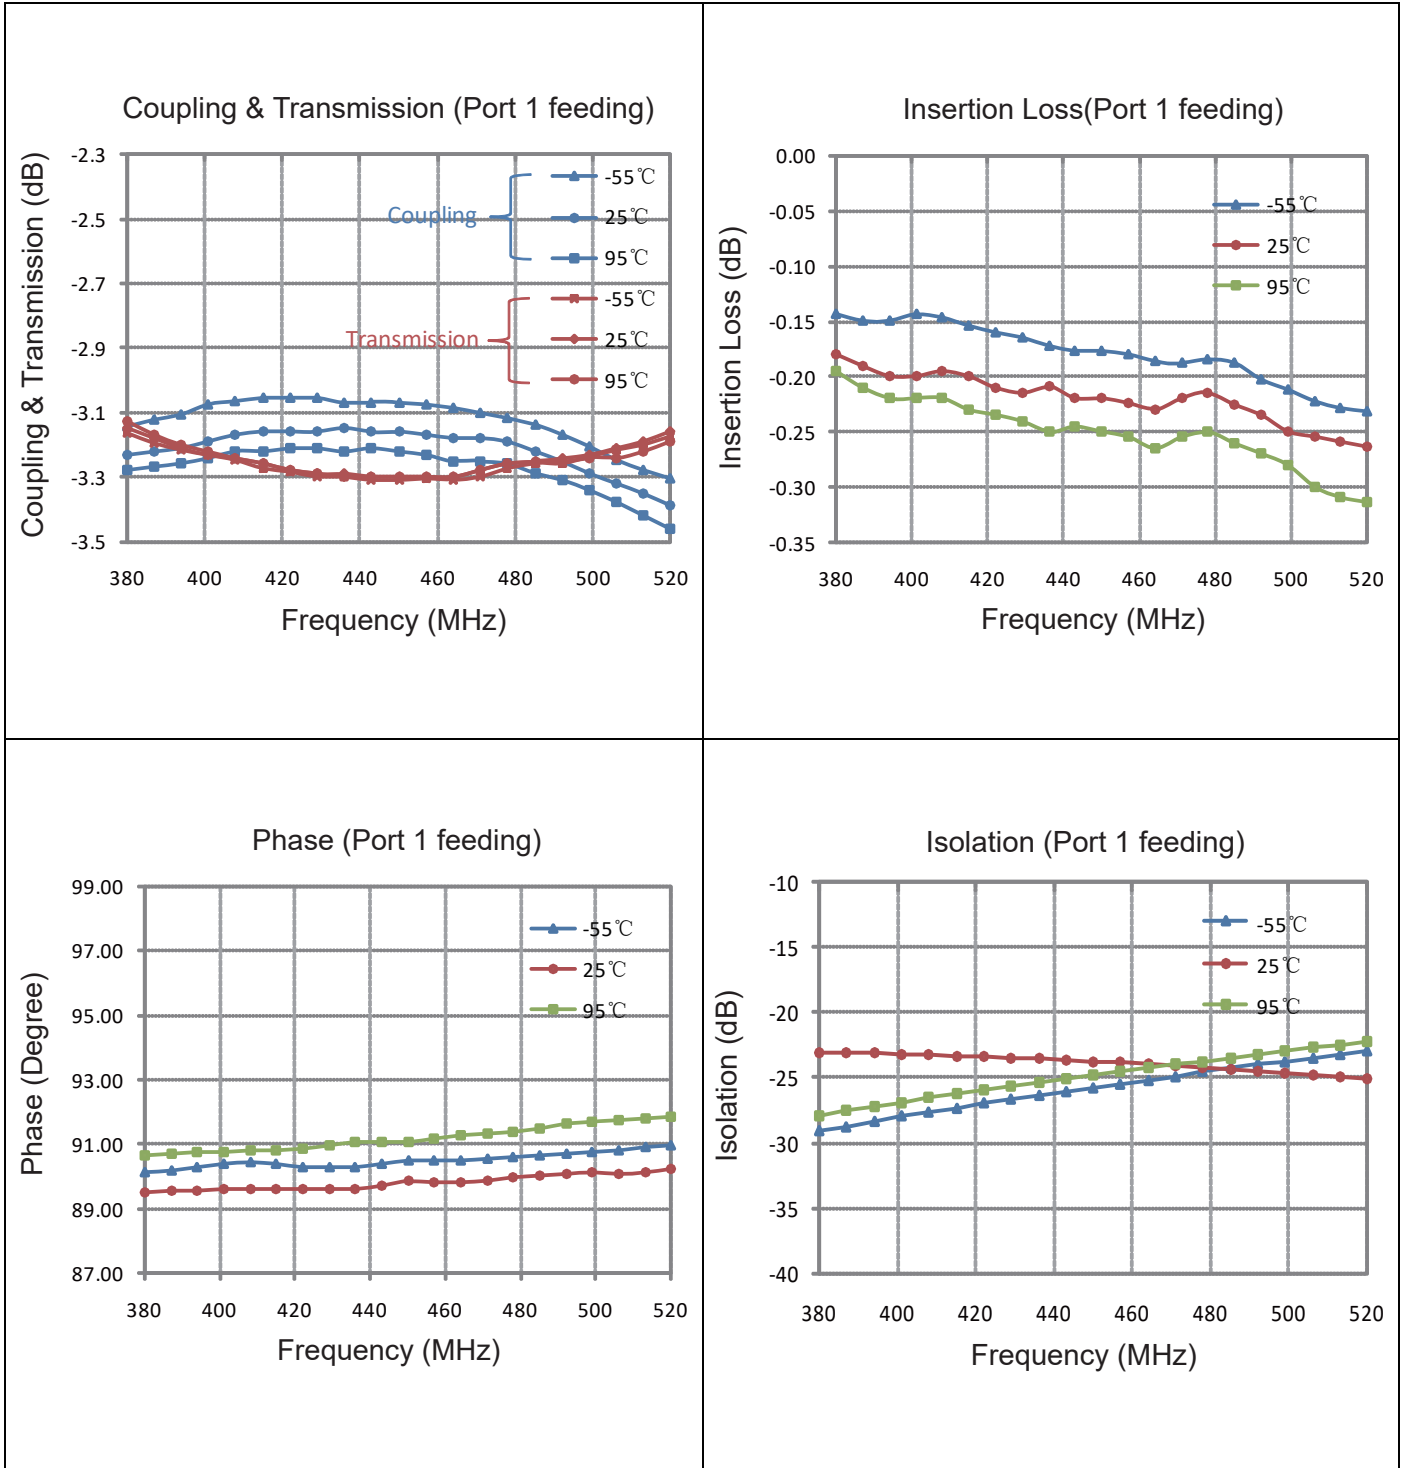 Coupling & Transmission (Port 1 feeding)
Coupling & Transmission (dB)
-2.3
-2.5
-2.7
-2.9
-3.1
-3.3
-3.5
Coupling
-55℃
25℃
95℃
Transmission
-55℃
25℃
95℃
380 400 420 440 460 480 500 520
Frequency (MHz)
Insertion Loss(Port 1 feeding)
Insertion Loss (dB)
0.00
-0.05
-0.10
-0.15
-0.20
-0.25
-0.30
-0.35
-55℃
25℃
95℃
380 400 420 440 460 480 500 520
Frequency (MHz)
Phase (Port 1 feeding)
Phase (Degree)
99.00
97.00
95.00
93.00
91.00
89.00
87.00
-55℃
25℃
95℃
380 400 420 440 460 480 500 520
Frequency (MHz)
Isolation (Port 1 feeding)
Isolation (dB)
-10
-15
-20
-25
-30
-35
-40
-55℃
25℃
95℃
380 400 420 440 460 480 500 520
Frequency (MHz)